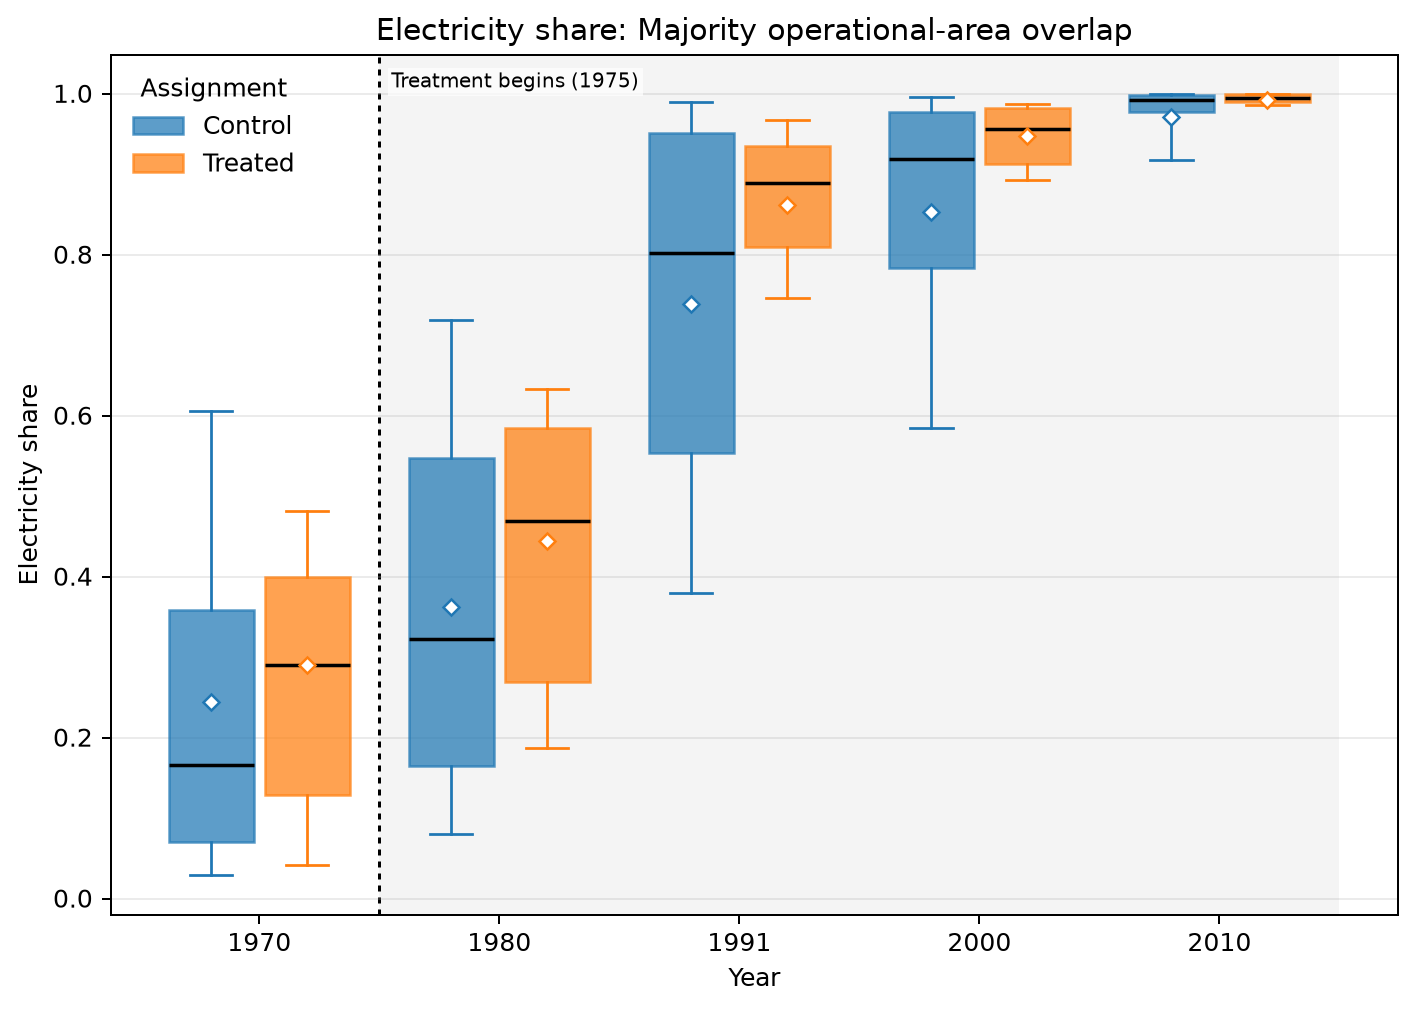 Electricity share: Majority operational-area overlap
Treatment begins (1975)
Assignment
Control
Treated
Electricity share
1.0
0.8
0.6
0.4
0.2
0.0
1970 1980 1991 2000 2010
Year